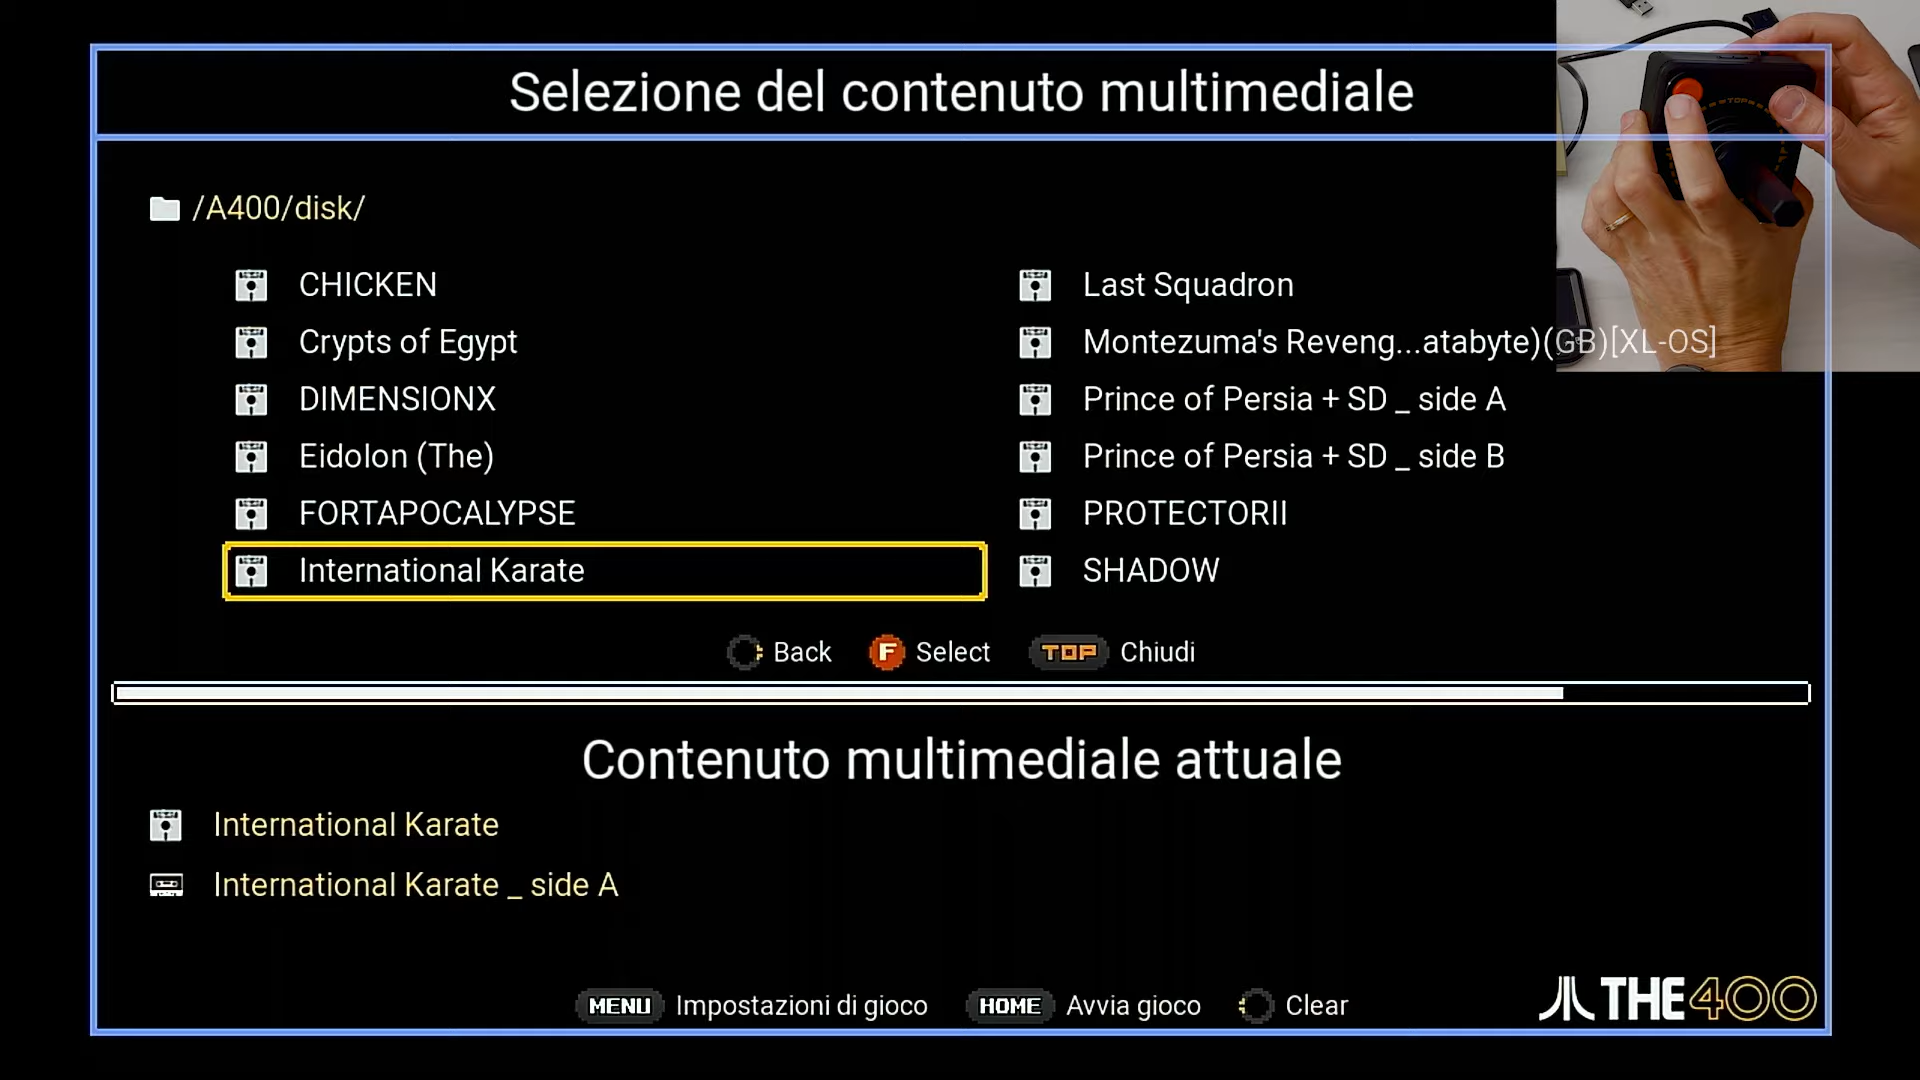 Selezione del contenuto multimediale
/A400/disk/
CHICKEN
Crypts of Egypt
DIMENSIONX
Eidolon (The)
FORTAPOCALYPSE
International Karate
Last Squadron
Montezuma's Reveng...atabyte)(GB)[XL-OS]
Prince of Persia + SD _ side A
Prince of Persia + SD _ side B
PROTECTORII
SHADOW
Back F Select TOP Chiudi
Contenuto multimediale attuale
International Karate
International Karate _ side A
MENU Impostazioni di gioco HOME Avvia gioco Clear
THE400